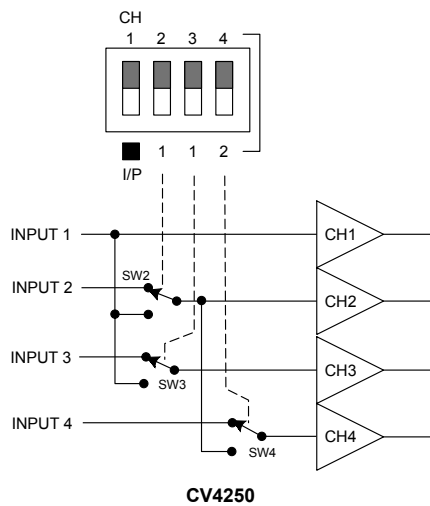 CH
1 2 3 4
1 1 2
I/P
INPUT 1
CH1
INPUT 2
SW2
CH2
INPUT 3
SW3
CH3
INPUT 4
SW4
CH4
CV4250